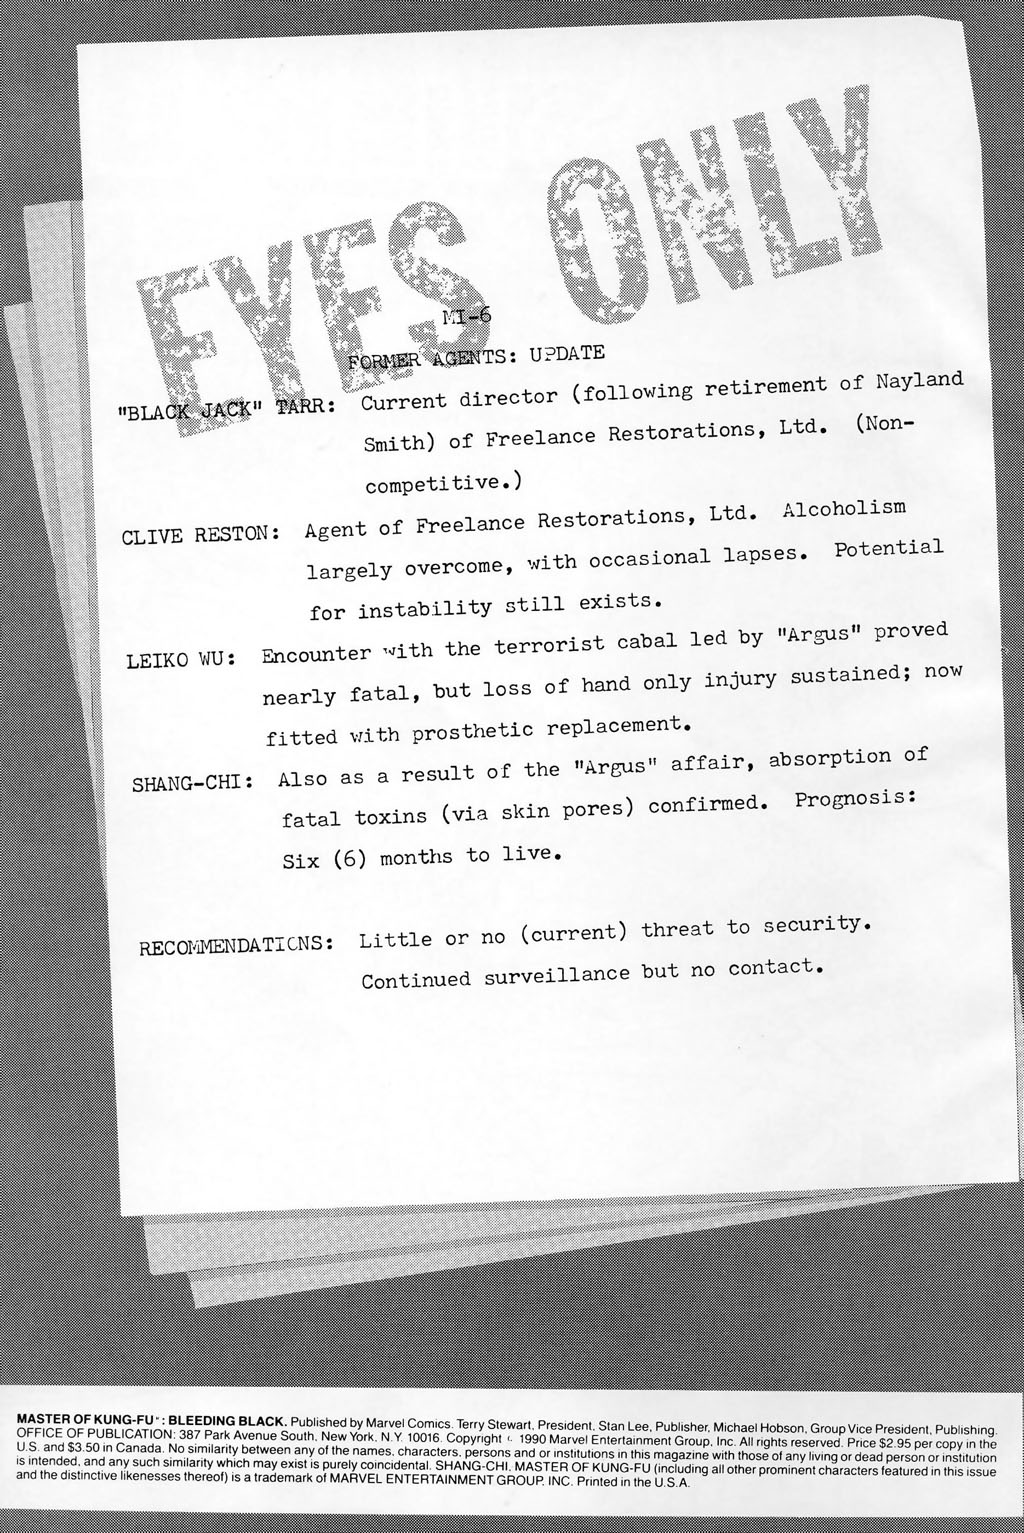 EYES ONLY
MI-6
FORMER AGENTS: UPDATE
"BLACK JACK" TARR: Current director (following retirement of Nayland
Smith) of Freelance Restorations, Ltd. (Non-
competitive.)
CLIVE RESTON: Agent of Freelance Restorations, Ltd. Alcoholism
largely overcome, with occasional lapses. Potential
for instability still exists.
LEIKO WU: Encounter with the terrorist cabal led by "Argus" proved
nearly fatal, but loss of hand only injury sustained; now
fitted with prosthetic replacement.
SHANG-CHI: Also as a result of the "Argus" affair, absorption of
fatal toxins (via skin pores) confirmed. Prognosis:
Six (6) months to live.
RECOMMENDATIONS: Little or no (current) threat to security.
Continued surveillance but no contact.
MASTER OF KUNG-FU™: BLEEDING BLACK. Published by Marvel Comics. Terry Stewart, President, Stan Lee, Publisher, Michael Hobson, Group Vice President, Publishing.
OFFICE OF PUBLICATION: 387 Park Avenue South, New York, N.Y. 10016. Copyright © 1990 Marvel Entertainment Group, Inc. All rights reserved. Price $2.95 per copy in the
U.S. and $3.50 in Canada. No similarity between any of the names, characters, persons and or institutions in this magazine with those of any living or dead person or institution
is intended, and any such similarity which may exist is purely coincidental. SHANG-CHI, MASTER OF KUNG-FU (including all other prominent characters featured in this issue
and the distinctive likenesses thereof) is a trademark of MARVEL ENTERTAINMENT GROUP, INC. Printed in the U.S.A.